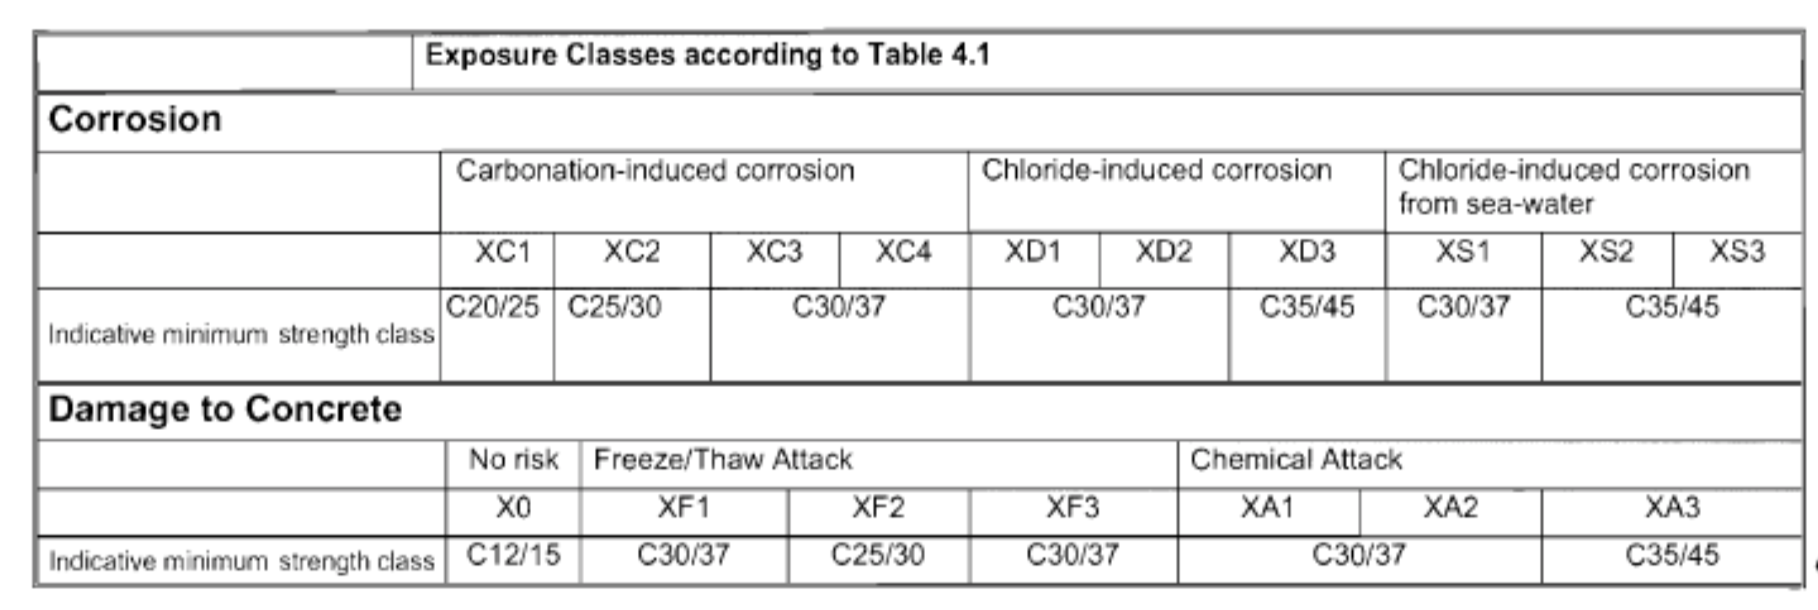 Exposure Classes according to Table 4.1
Corrosion
Carbonation-induced corrosion Chloride-induced corrosion Chloride-induced corrosion
from sea-water
XC1 XC2 XC3 XC4 XD1 XD2 XD3 XS1 XS2 XS3
Indicative minimum strength class C20/25 C25/30 C30/37 C30/37 C35/45 C30/37 C35/45
Damage to Concrete
No risk Freeze/Thaw Attack Chemical Attack
X0 XF1 XF2 XF3 XA1 XA2 XA3
Indicative minimum strength class C12/15 C30/37 C25/30 C30/37 C30/37 C35/45